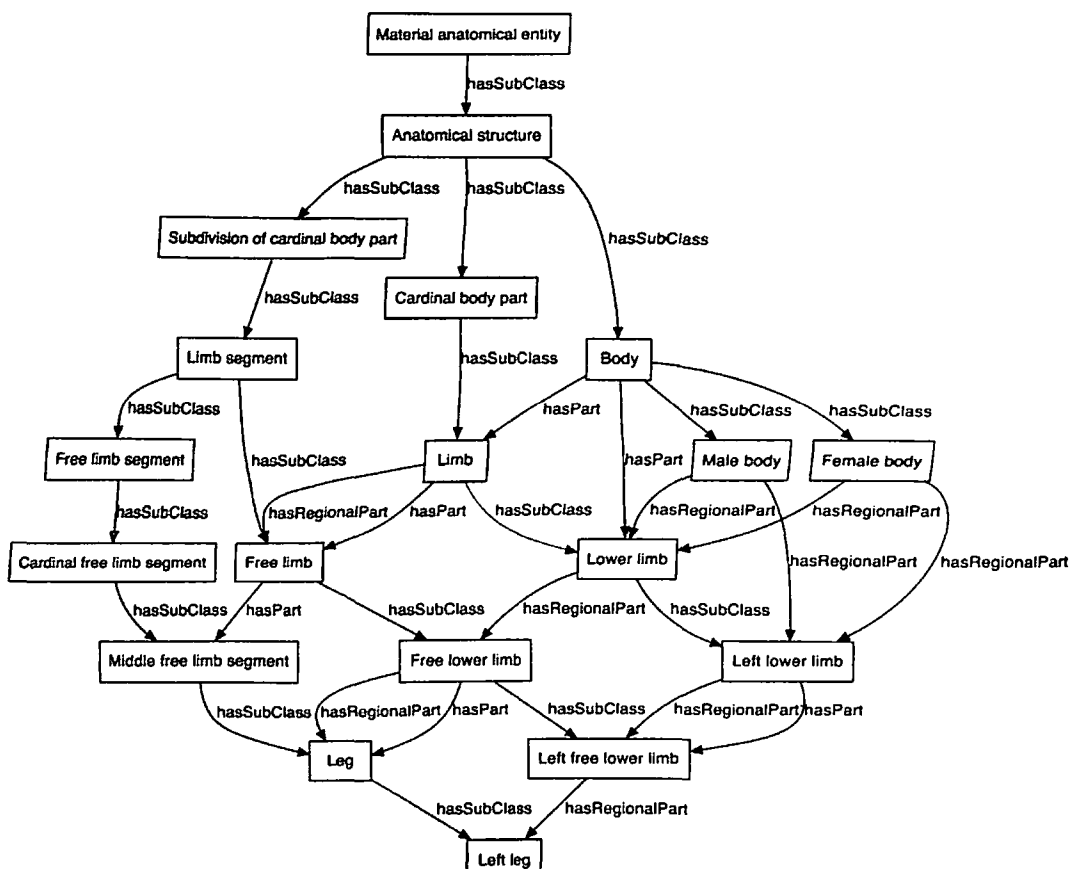 Material anatomical entity
hasSubClass
Anatomical structure
hasSubClass
hasSubClass
Subdivision of cardinal body part
hasSubClass
hasSubClass
Cardinal body part
Limb segment
hasSubClass
Body
hasSubClass
hasPart
hasSubClass
hasSubClass
Free limb segment
hasSubClass
Limb
hasPart
Male body
Female body
hasSubClass
hasRegionalPart
hasPart
hasSubClass
hasRegionalPart
hasRegionalPart
Cardinal free limb segment
Free limb
Lower limb
hasRegionalPart
hasRegionalPart
hasSubClass
hasPart
hasSubClass
hasRegionalPart
hasSubClass
Middle free limb segment
Free lower limb
Left lower limb
hasSubClass
hasRegionalPart
hasPart
hasSubClass
hasRegionalPart
hasPart
Leg
Left free lower limb
hasSubClass
hasRegionalPart
Left leg